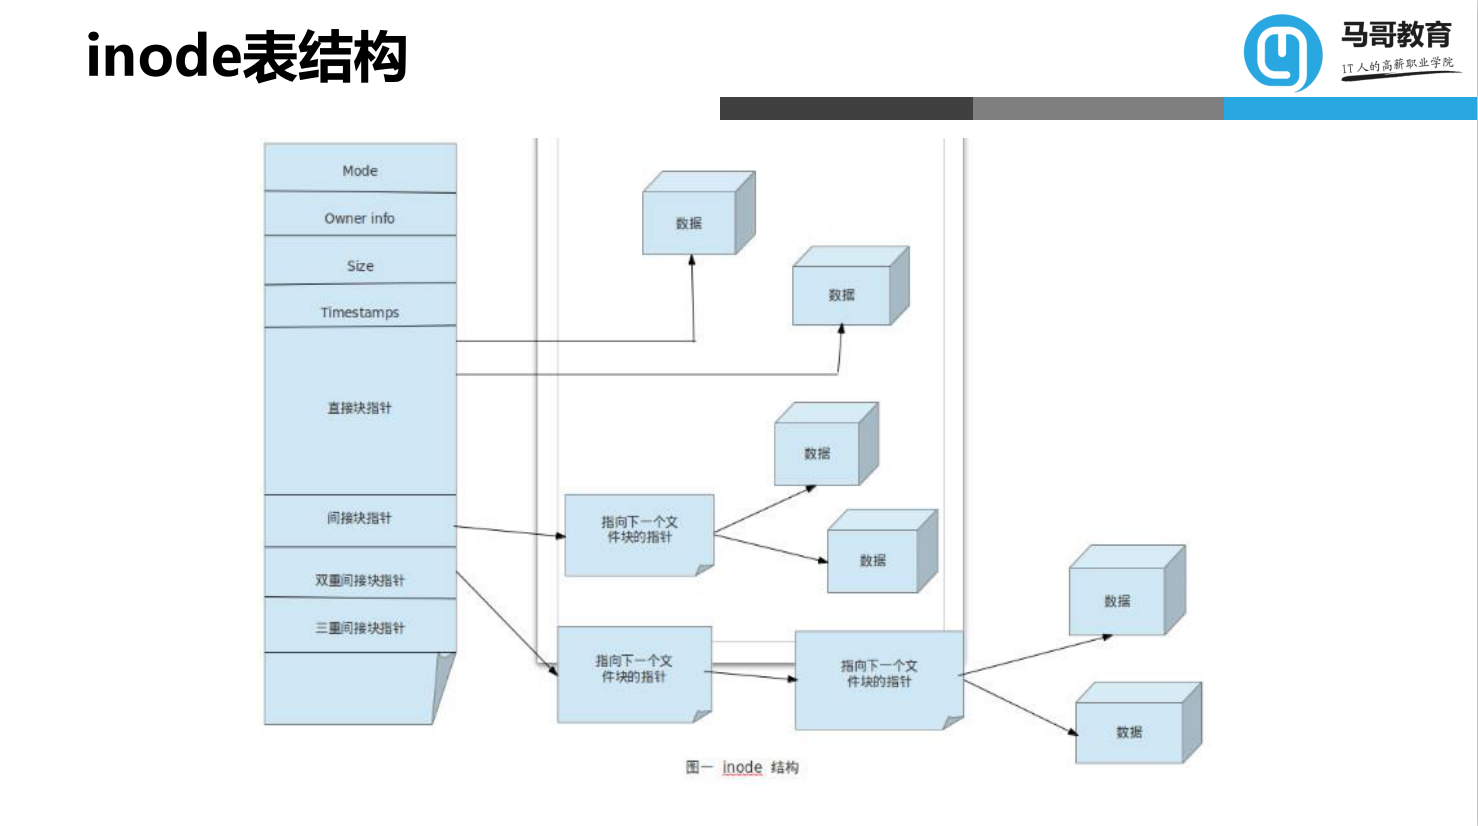 inode表结构
马哥教育
IT人的高薪职业学院
Mode
Owner info
Size
Timestamps
直接块指针
间接块指针
双重间接块指针
三重间接块指针
数据
数据
数据
指向下一个文
件块的指针
数据
数据
指向下一个文
件块的指针
指向下一个文
件块的指针
数据
图一 inode 结构